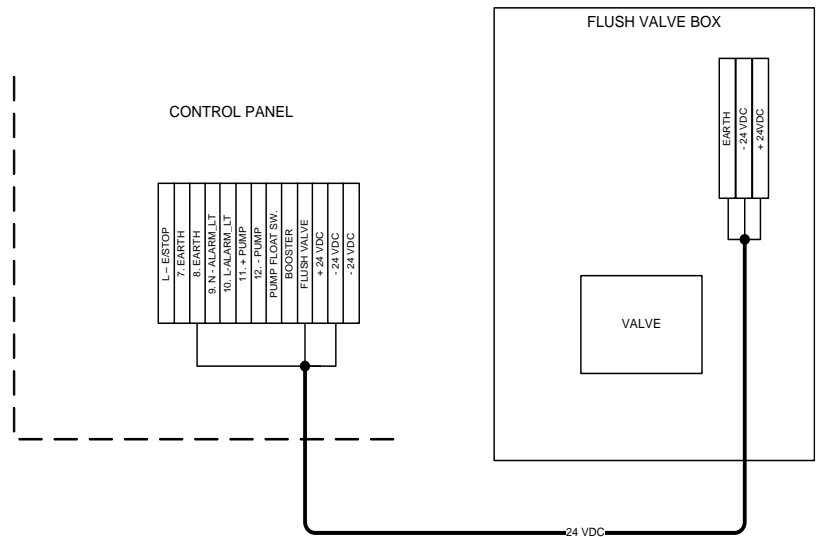 FLUSH VALVE BOX
CONTROL PANEL
EARTH
- 24 VDC
+ 24VDC
L – E/STOP
7. EARTH
8. EARTH
9. N - ALARM_LT
10. L-ALARM_LT
11. + PUMP
12. - PUMP
PUMP FLOAT SW.
BOOSTER
FLUSH VALVE
+ 24 VDC
- 24 VDC
- 24 VDC
VALVE
24 VDC